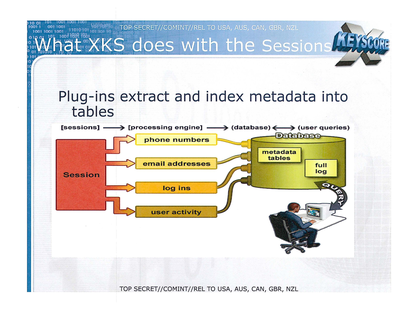 TOP SECRET//COMINT//REL TO USA, AUS, CAN, GBR, NZL
What XKS does with the Sessions
X KEYSCORE
Plug-ins extract and index metadata into
tables
[sessions] [processing engine] (database) (user queries)
Database
phone numbers
metadata
tables
email addresses
full
log
Session
log ins
QUERY
user activity
TOP SECRET//COMINT//REL TO USA, AUS, CAN, GBR, NZL